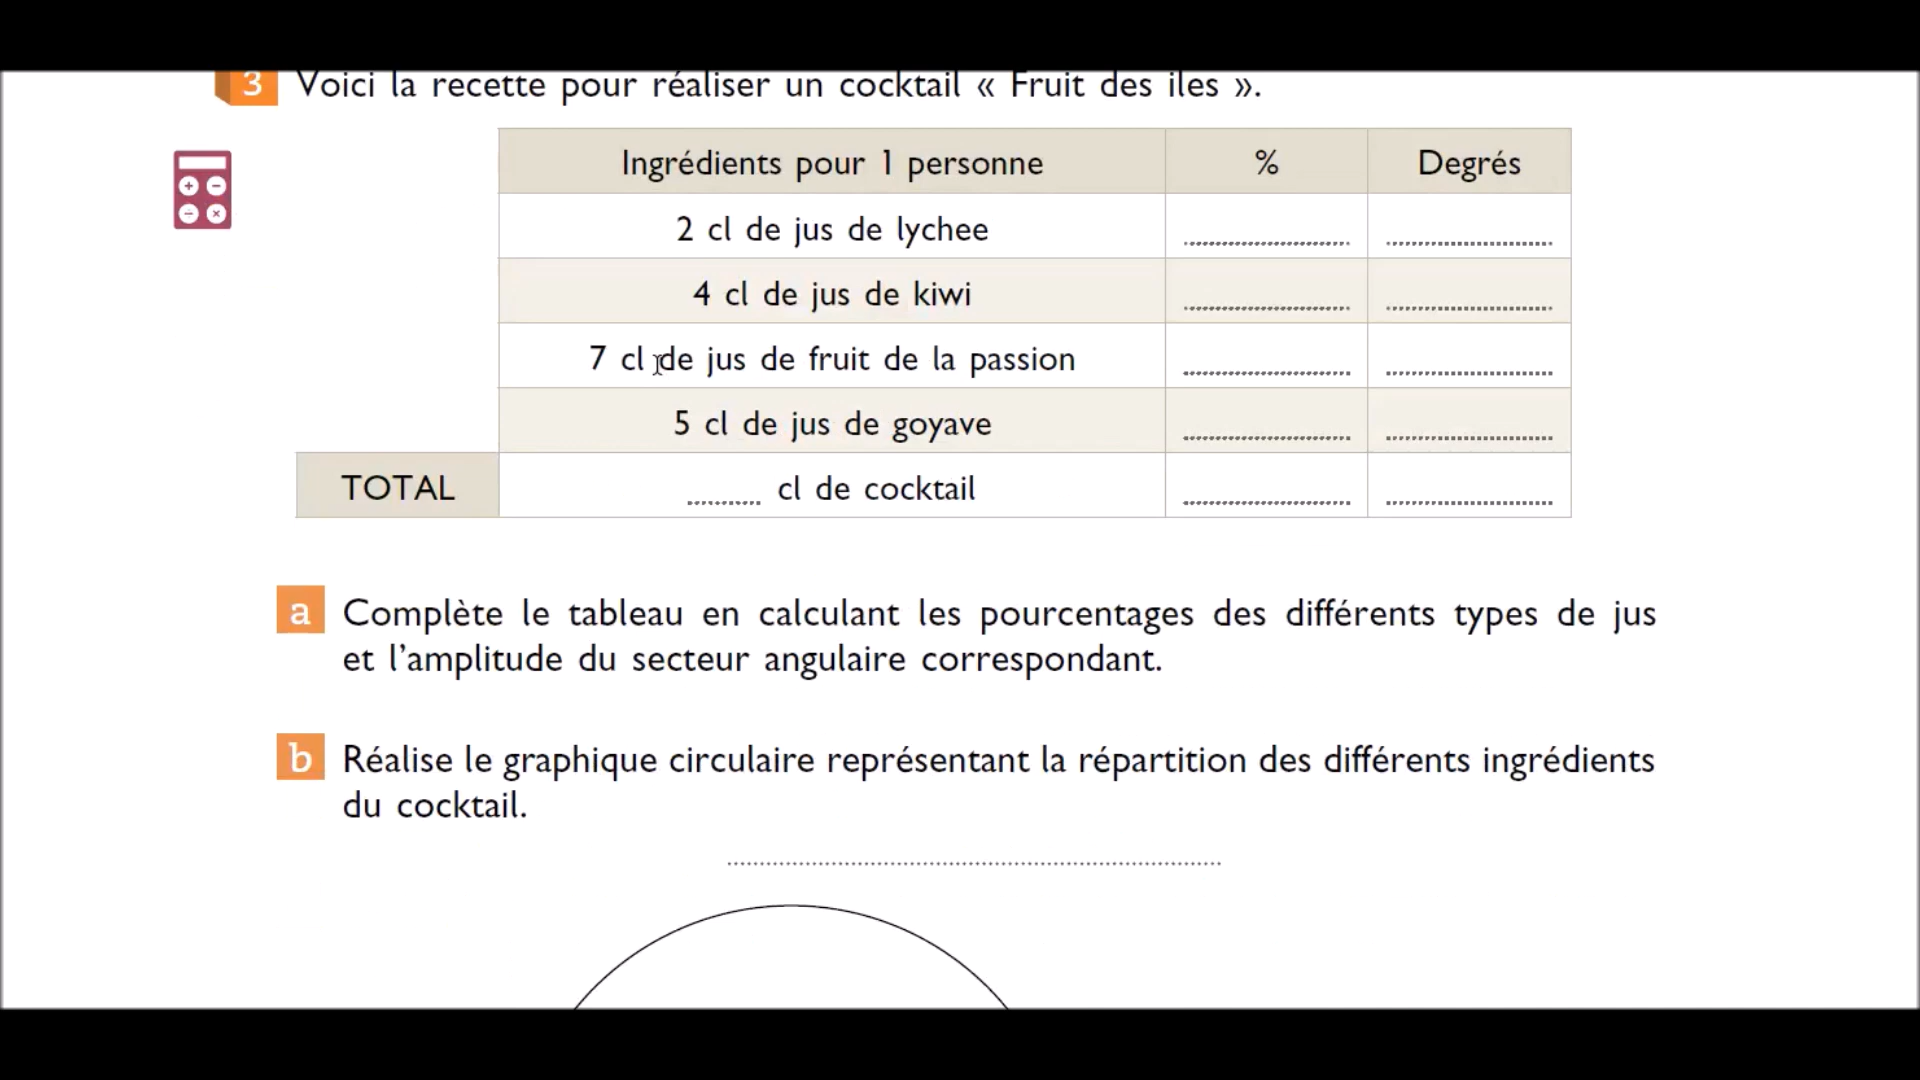 3 Voici la recette pour réaliser un cocktail « Fruit des iles ».
Ingrédients pour 1 personne % Degrés
2 cl de jus de lychee .......................... ..........................
4 cl de jus de kiwi .......................... ..........................
7 cl de jus de fruit de la passion .......................... ..........................
5 cl de jus de goyave .......................... ..........................
TOTAL ............ cl de cocktail .......................... ..........................
a Complète le tableau en calculant les pourcentages des différents types de jus
et l’amplitude du secteur angulaire correspondant.
b Réalise le graphique circulaire représentant la répartition des différents ingrédients
du cocktail.